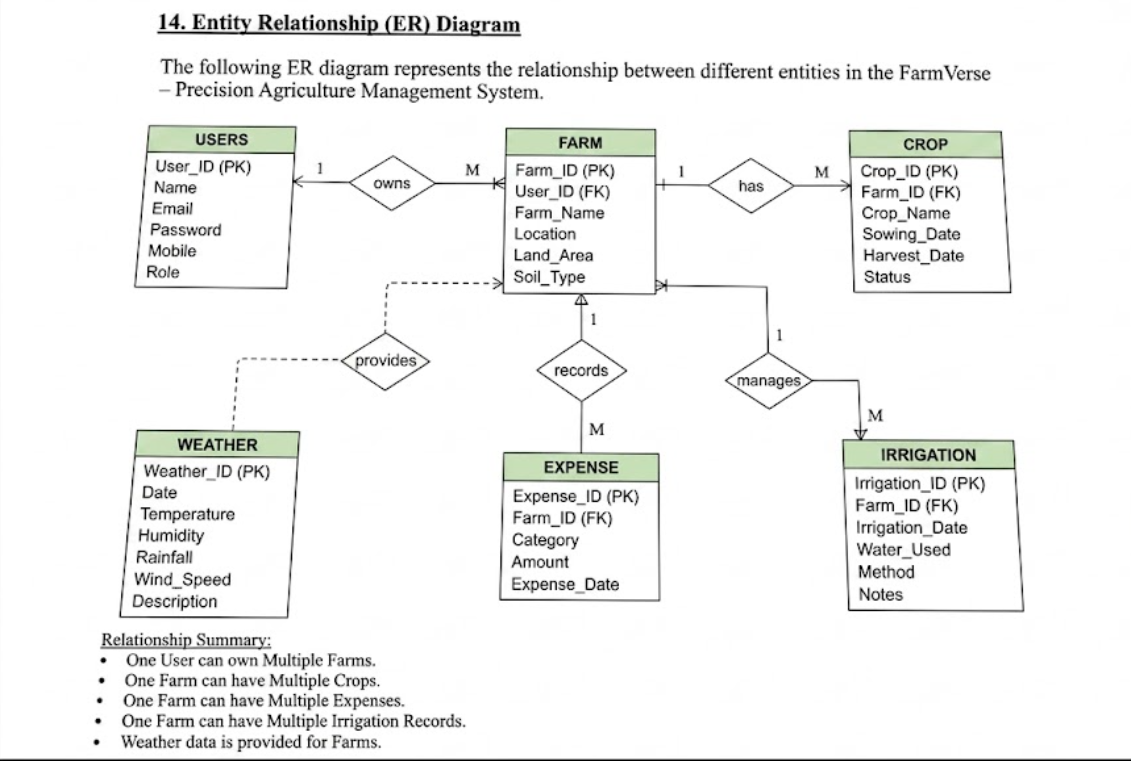 14. Entity Relationship (ER) Diagram
The following ER diagram represents the relationship between different entities in the FarmVerse
– Precision Agriculture Management System.
USERS
User_ID (PK)
Name
Email
Password
Mobile
Role
1
owns
M
FARM
Farm_ID (PK)
User_ID (FK)
Farm_Name
Location
Land_Area
Soil_Type
1
has
M
CROP
Crop_ID (PK)
Farm_ID (FK)
Crop_Name
Sowing_Date
Harvest_Date
Status
provides
1
records
M
1
manages
M
WEATHER
Weather_ID (PK)
Date
Temperature
Humidity
Rainfall
Wind_Speed
Description
EXPENSE
Expense_ID (PK)
Farm_ID (FK)
Category
Amount
Expense_Date
IRRIGATION
Irrigation_ID (PK)
Farm_ID (FK)
Irrigation_Date
Water_Used
Method
Notes
Relationship Summary:
• One User can own Multiple Farms.
• One Farm can have Multiple Crops.
• One Farm can have Multiple Expenses.
• One Farm can have Multiple Irrigation Records.
• Weather data is provided for Farms.